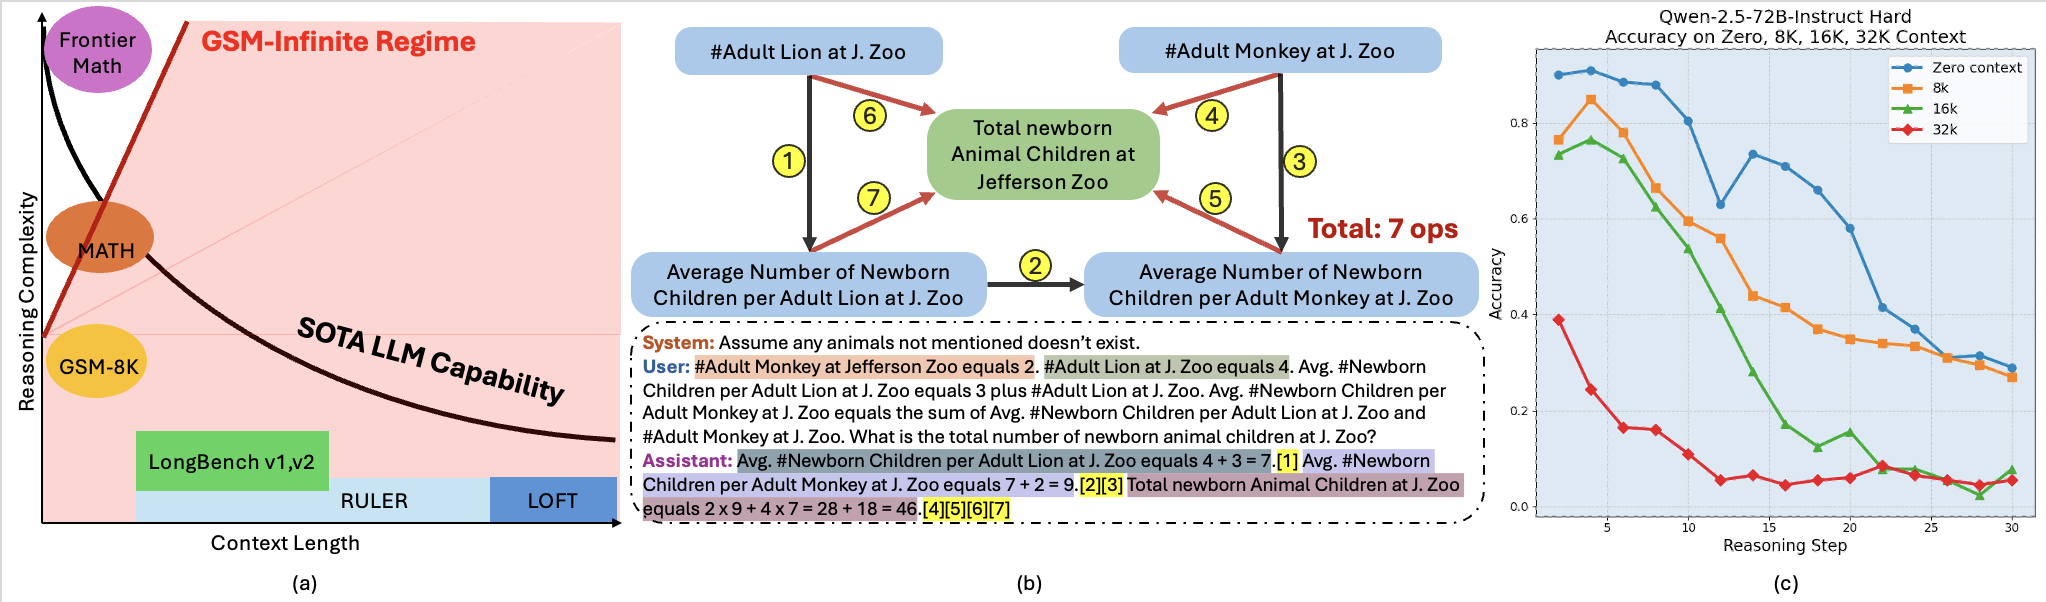 Frontier
Math
GSM-Infinite Regime
MATH
GSM-8K
SOTA LLM Capability
LongBench v1,v2
RULER
LOFT
Reasoning Complexity
Context Length
(a)
#Adult Lion at J. Zoo
#Adult Monkey at J. Zoo
6
4
Total newborn
Animal Children at
Jefferson Zoo
1
3
7
5
Total: 7 ops
Average Number of Newborn
Children per Adult Lion at J. Zoo
2
Average Number of Newborn
Children per Adult Monkey at J. Zoo
System: Assume any animals not mentioned doesn't exist.
User: #Adult Monkey at Jefferson Zoo equals 2. #Adult Lion at J. Zoo equals 4. Avg. #Newborn
Children per Adult Lion at J. Zoo equals 3 plus #Adult Lion at J. Zoo. Avg. #Newborn Children per
Adult Monkey at J. Zoo equals the sum of Avg. #Newborn Children per Adult Lion at J. Zoo and
#Adult Monkey at J. Zoo. What is the total number of newborn animal children at J. Zoo?
Assistant: Avg. #Newborn Children per Adult Lion at J. Zoo equals 4 + 3 = 7.[1] Avg. #Newborn
Children per Adult Monkey at J. Zoo equals 7 + 2 = 9.[2][3] Total newborn Animal Children at J. Zoo
equals 2 x 9 + 4 x 7 = 28 + 18 = 46.[4][5][6][7]
(b)
Qwen-2.5-72B-Instruct Hard
Accuracy on Zero, 8K, 16K, 32K Context
Zero context
8k
16k
32k
Accuracy
0.8
0.6
0.4
0.2
0.0
5
10
15
20
25
30
Reasoning Step
(c)